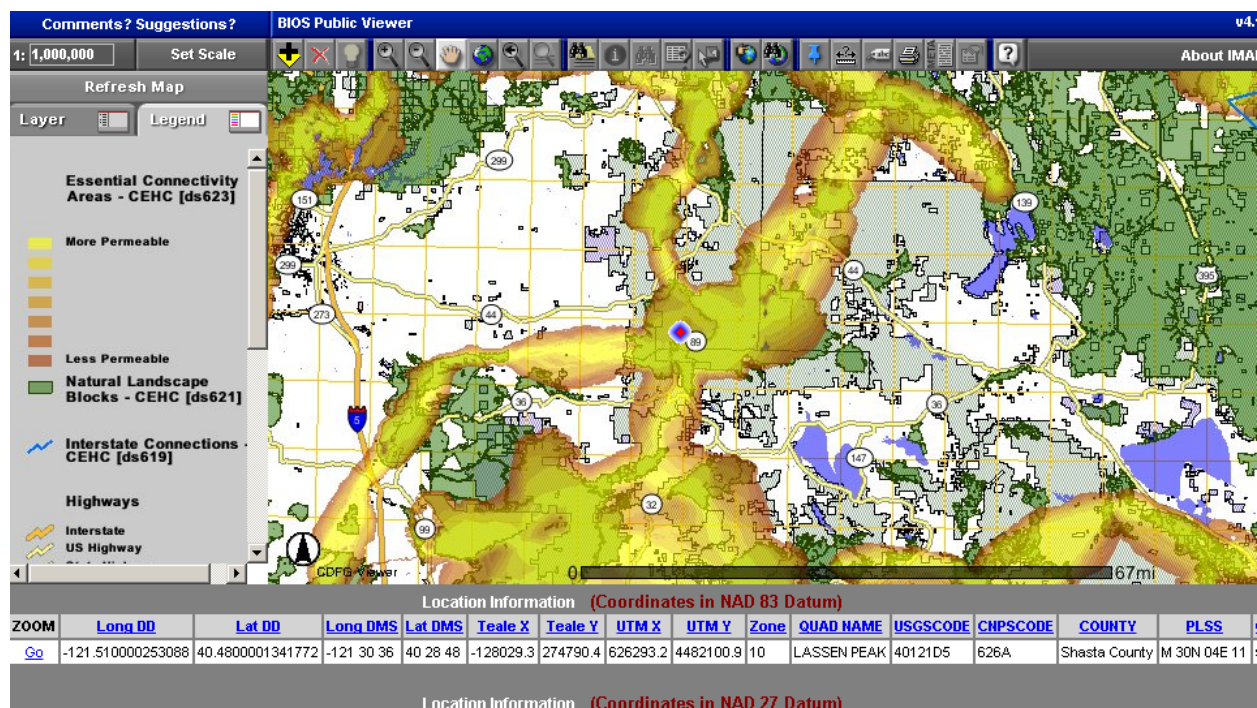 Comments? Suggestions?
BIOS Public Viewer
v4.
1: 1,000,000
Set Scale
META
About IMA
Refresh Map
Layer
Legend
Essential Connectivity
Areas - CEHC [ds623]
More Permeable
Less Permeable
Natural Landscape
Blocks - CEHC [ds621]
Interstate Connections -
CEHC [ds619]
Highways
Interstate
US Highway
299
151
139
299
44
395
273
44
89
36
36
5
147
32
99
CDFG Viewer
0
67mi
Location Information (Coordinates in NAD 83 Datum)
ZOOM Long DD Lat DD Long DMS Lat DMS Teale X Teale Y UTM X UTM Y Zone QUAD NAME USGSCODE CNPSCODE COUNTY PLSS
Go -121.510000253088 40.4800001341772 -121 30 36 40 28 48 -128029.3 274790.4 626293.2 4482100.9 10 LASSEN PEAK 40121D5 626A Shasta County M 30N 04E 11
Location Information (Coordinates in NAD 27 Datum)